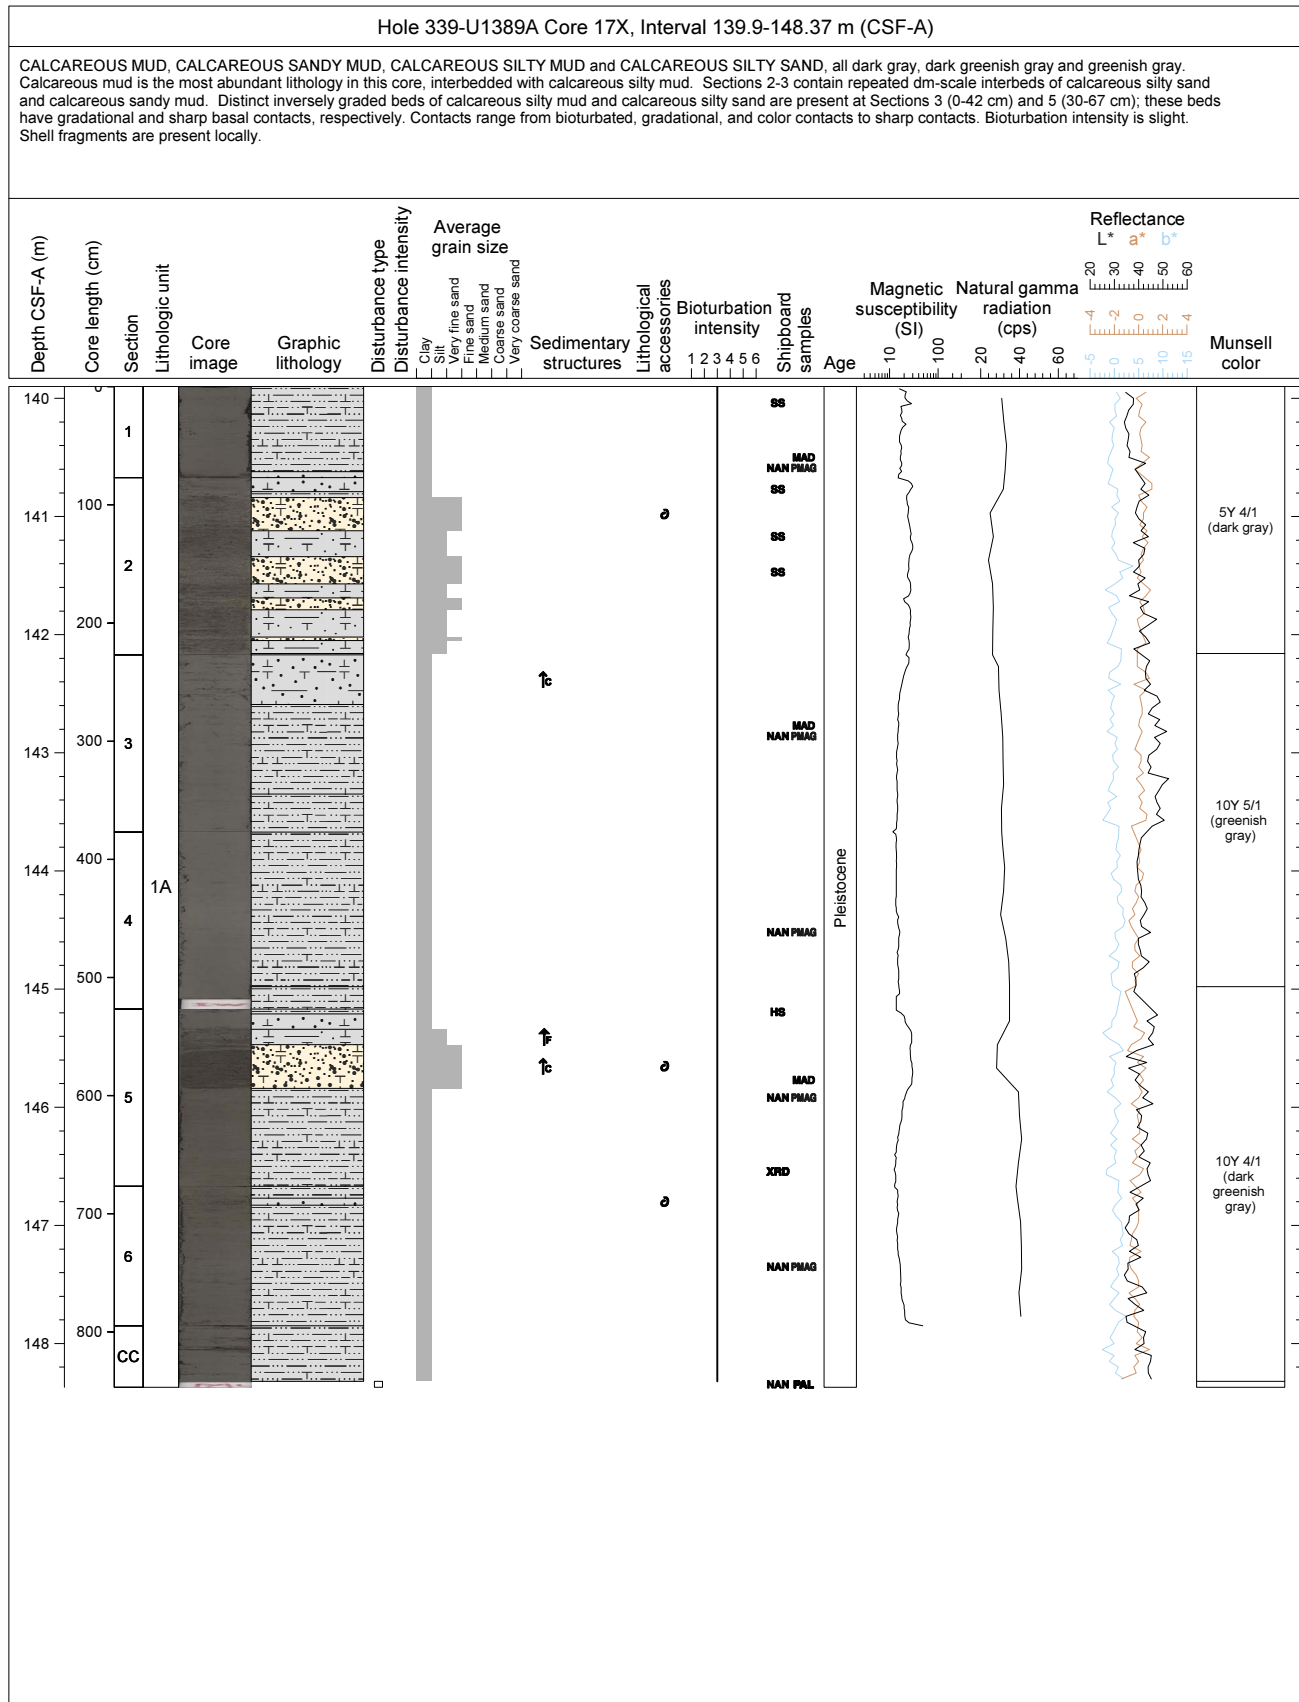 Hole 339-U1389A Core 17X, Interval 139.9-148.37 m (CSF-A)
CALCAREOUS MUD, CALCAREOUS SANDY MUD, CALCAREOUS SILTY MUD and CALCAREOUS SILTY SAND, all dark gray, dark greenish gray and greenish gray.
Calcareous mud is the most abundant lithology in this core, interbedded with calcareous silty mud. Sections 2-3 contain repeated dm-scale interbeds of calcareous silty sand
and calcareous sandy mud. Distinct inversely graded beds of calcareous silty mud and calcareous silty sand are present at Sections 3 (0-42 cm) and 5 (30-67 cm); these beds
have gradational and sharp basal contacts, respectively. Contacts range from bioturbated, gradational, and color contacts to sharp contacts. Bioturbation intensity is slight.
Shell fragments are present locally.
Depth CSF-A (m)
Core length (cm)
Section
Lithologic unit
Core
image
Graphic
lithology
Disturbance type
Disturbance intensity
Average
grain size
Clay
Silt
Very fine sand
Fine sand
Medium sand
Coarse sand
Very coarse sand
Sedimentary
structures
Lithological
accessories
Bioturbation
intensity
1 2 3 4 5 6
Shipboard
samples
Age
Magnetic
susceptibility
(SI)
10 100
Natural gamma
radiation
(cps)
20 40 60
Reflectance
L* a* b*
20 30 40 50 60
-4 -2 0 2 4
-5 0 5 10 15
Munsell
color
0
140
1
SS
MAD
NAN PMAG
SS
100
141
5Y 4/1
(dark gray)
SS
2
SS
200
142
C
MAD
NAN PMAG
300
3
143
10Y 5/1
(greenish
gray)
400
144
1A
Pleistocene
4
NAN PMAG
500
145
HS
F
C
MAD
600
5
NAN PMAG
146
10Y 4/1
(dark
greenish
gray)
XRD
700
147
6
NAN PMAG
800
148
CC
NAN PAL